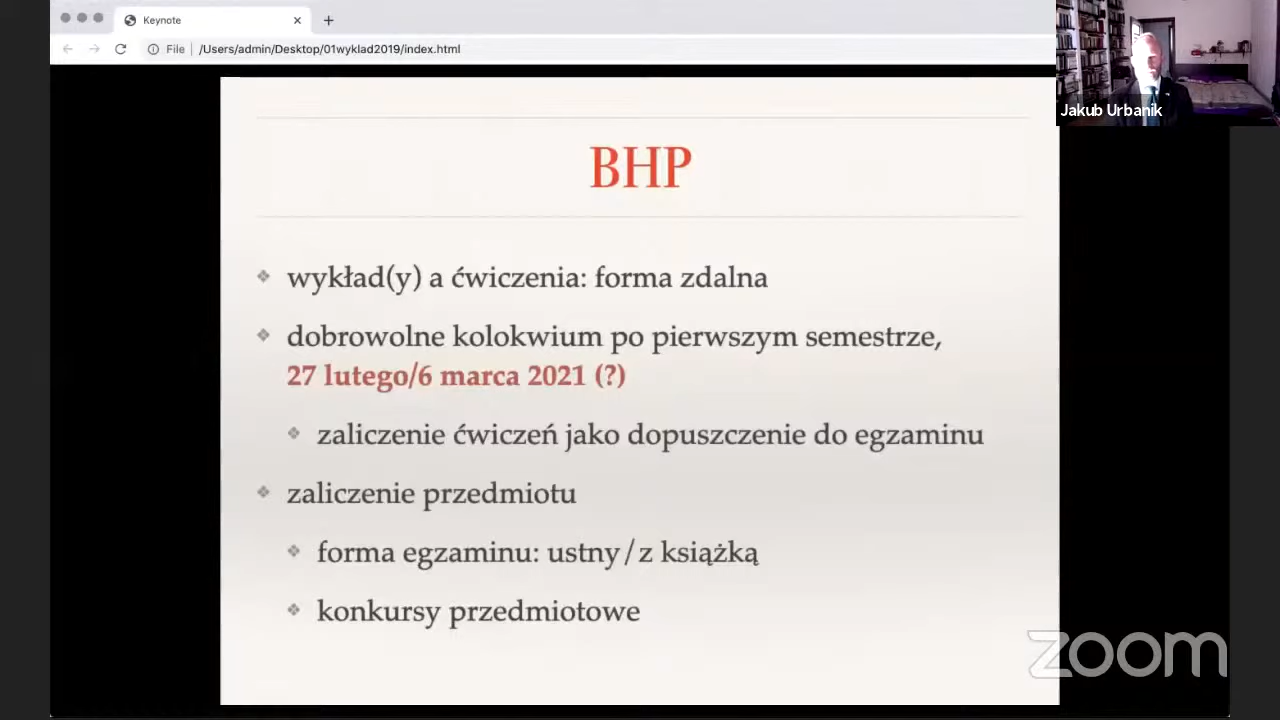 Keynote
File /Users/admin/Desktop/01wyklad2019/index.html
Jakub Urbanik
BHP
wykład(y) a ćwiczenia: forma zdalna
dobrowolne kolokwium po pierwszym semestrze,
27 lutego/6 marca 2021 (?)
zaliczenie ćwiczeń jako dopuszczenie do egzaminu
zaliczenie przedmiotu
forma egzaminu: ustny/z książką
konkursy przedmiotowe
zoom